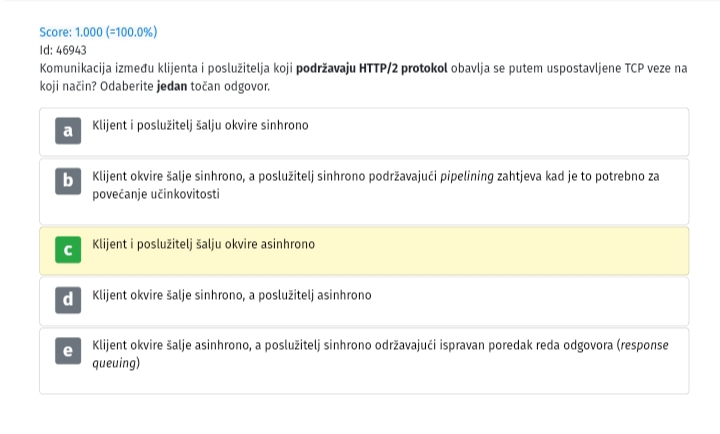 Score: 1.000 (=100.0%)
Id: 46943
Komunikacija između klijenta i poslužitelja koji podržavaju HTTP/2 protokol obavlja se putem uspostavljene TCP veze na
koji način? Odaberite jedan točan odgovor.
a Klijent i poslužitelj šalju okvire sinhrono
b Klijent okvire šalje sinhrono, a poslužitelj sinhrono podržavajući pipelining zahtjeva kad je to potrebno za
povećanje učinkovitosti
c Klijent i poslužitelj šalju okvire asinhrono
d Klijent okvire šalje sinhrono, a poslužitelj asinhrono
e Klijent okvire šalje asinhrono, a poslužitelj sinhrono održavajući ispravan poredak reda odgovora (response
queuing)